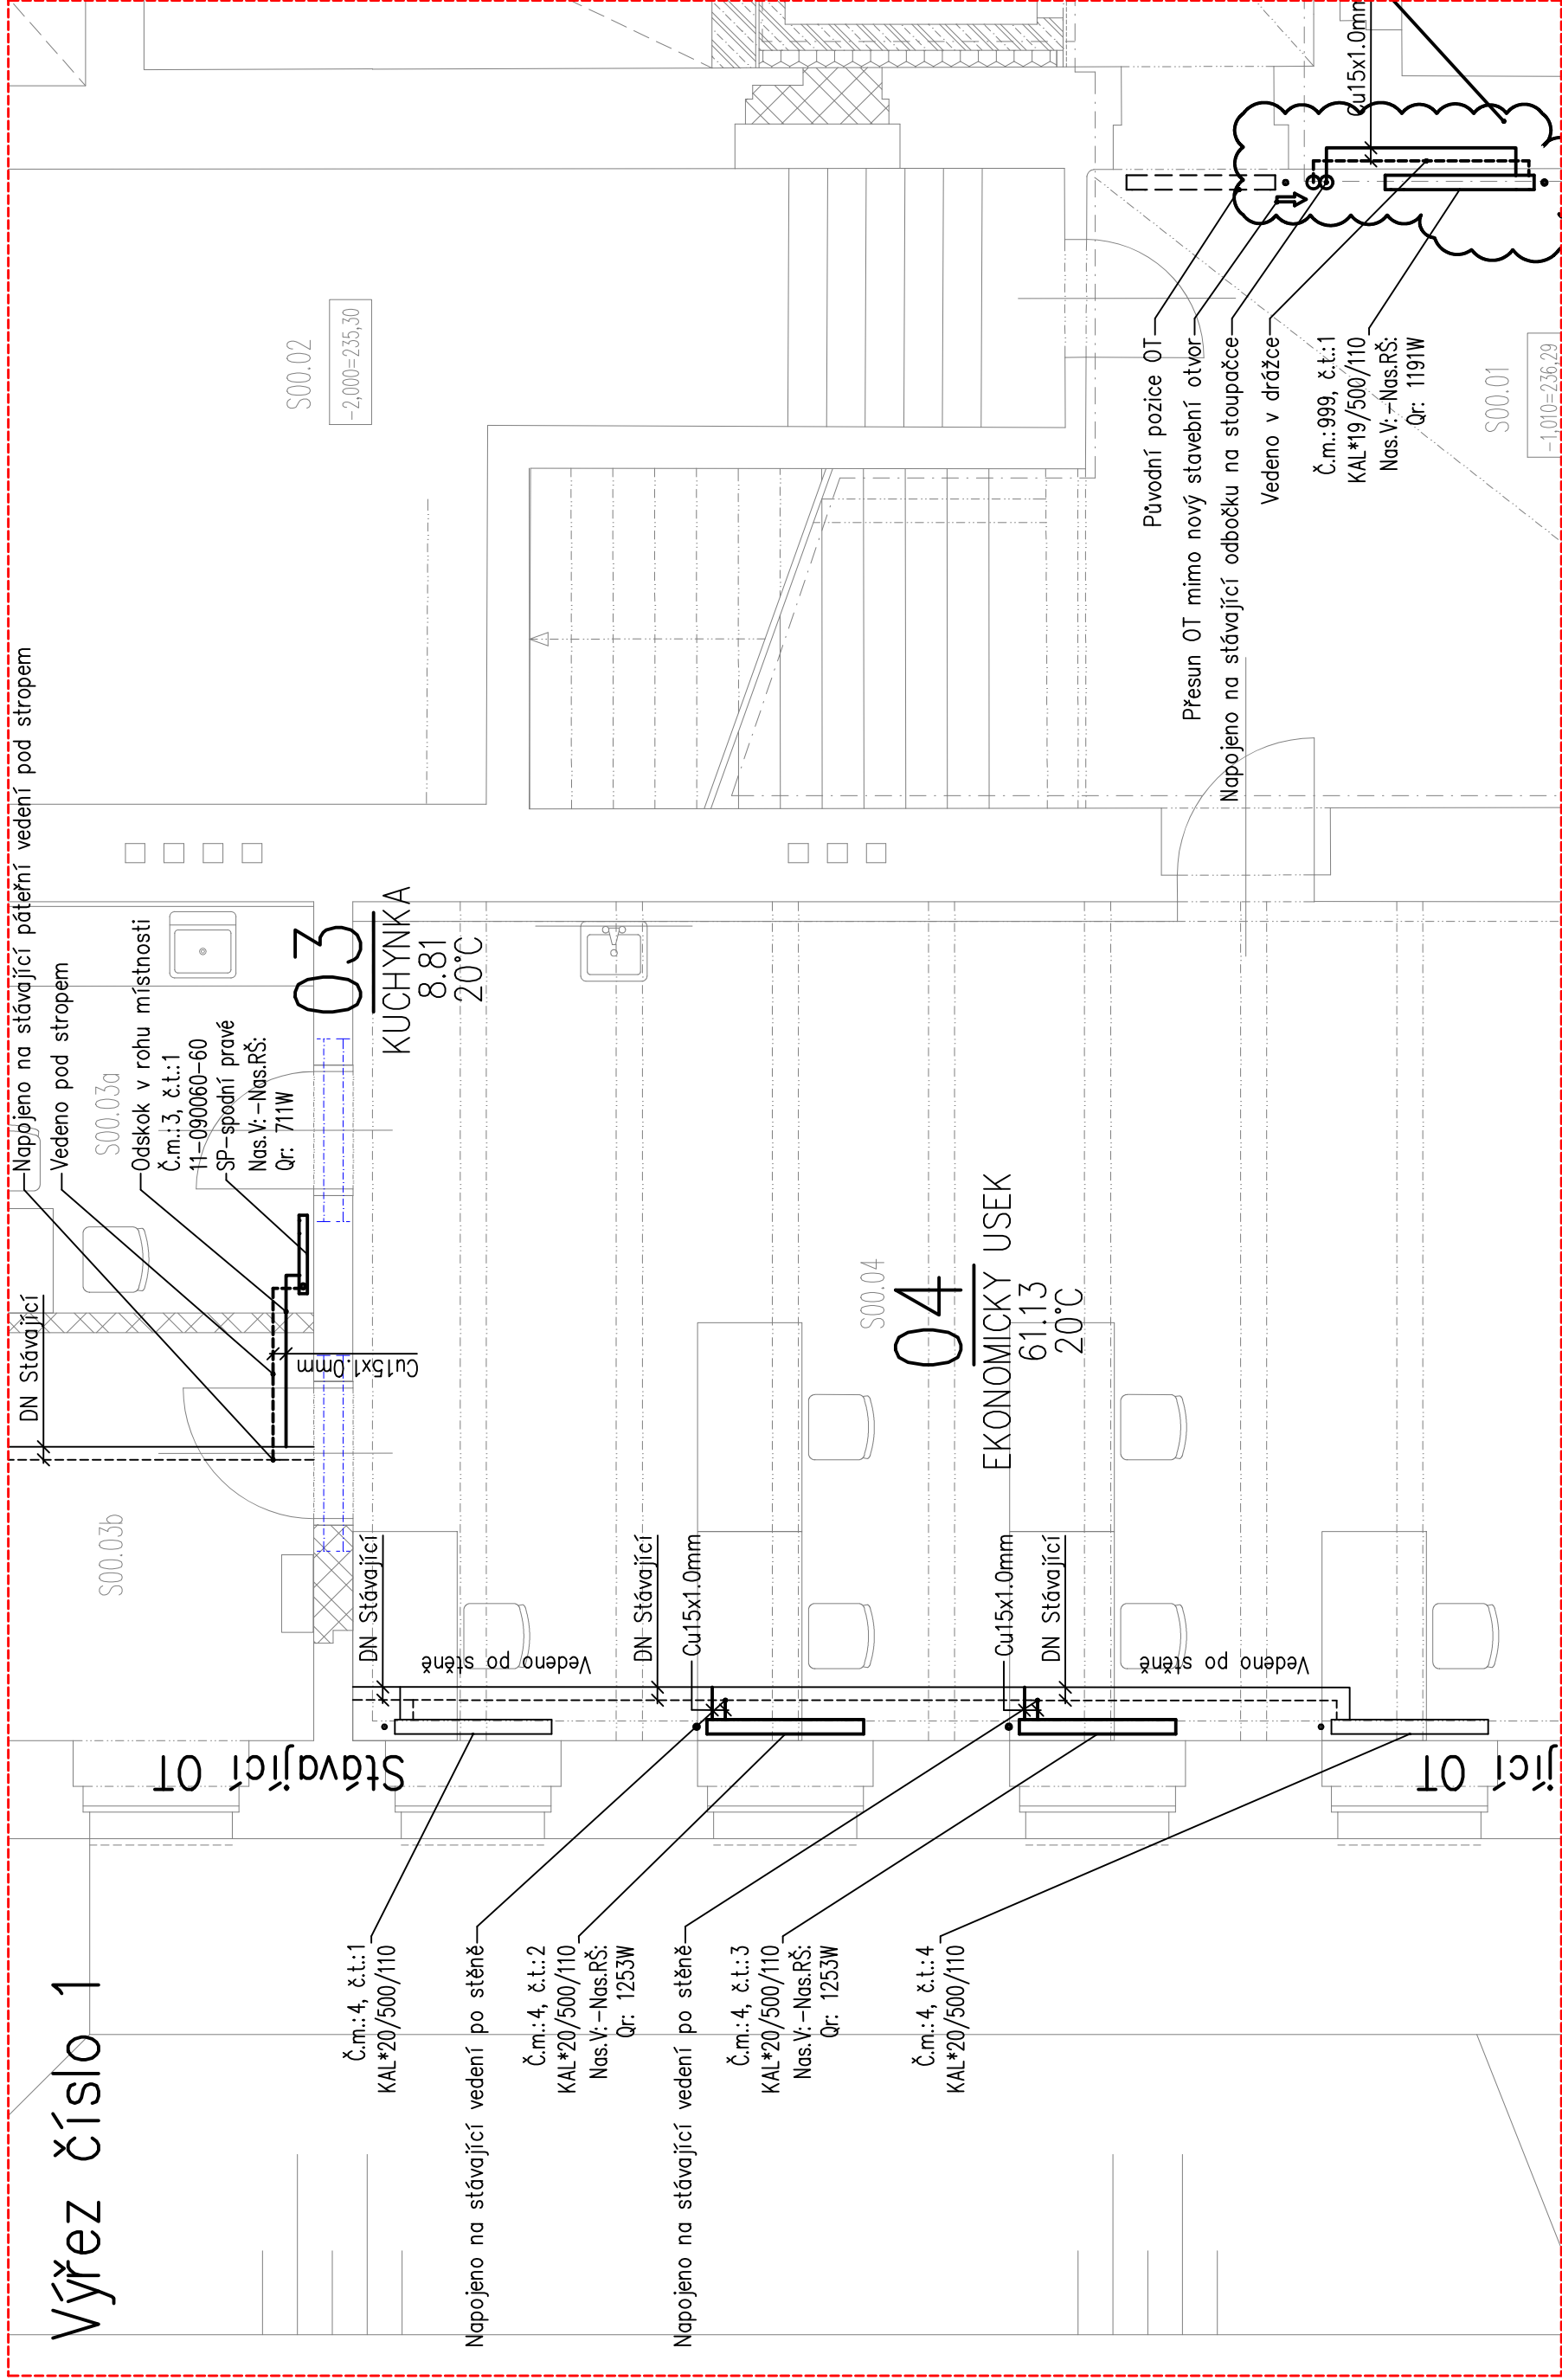 Výřez číslo 1
Napojeno na stávající páteřní vedení pod stropem
Vedeno pod stropem
S00.03a
Odskok v rohu místnosti
Č.m.:3, č.t.:1
11-090060-60
SP-spodní pravé
Nas.V:-Nas.RŠ:
Qr: 711W
DN Stávající
Cu15x1.0mm
S00.03b
03
KUCHYNKA
8.81
20°C
S00.02
-2,000=235,30
DN Stávající
Vedeno po stěně
DN Stávající
Cu15x1.0mm
Cu15x1.0mm
DN Stávající
Vedeno po stěně
Stávající OT
jící OT
S00.04
04
EKONOMICKY USEK
61.13
20°C
Č.m.:4, č.t.:1
KAL*20/500/110
Napojeno na stávající vedení po stěně
Č.m.:4, č.t.:2
KAL*20/500/110
Nas.V:-Nas.RŠ:
Qr: 1253W
Napojeno na stávající vedení po stěně
Č.m.:4, č.t.:3
KAL*20/500/110
Nas.V:-Nas.RŠ:
Qr: 1253W
Č.m.:4, č.t.:4
KAL*20/500/110
Původní pozice OT
Přesun OT mimo nový stavební otvor
Napojeno na stávající odbočku na stoupačce
Vedeno v drážce
Č.m.:999, č.t.:1
KAL*19/500/110
Nas.V:-Nas.RŠ:
Qr: 1191W
Cu15x1.0mm
S00.01
-1,010=236,29